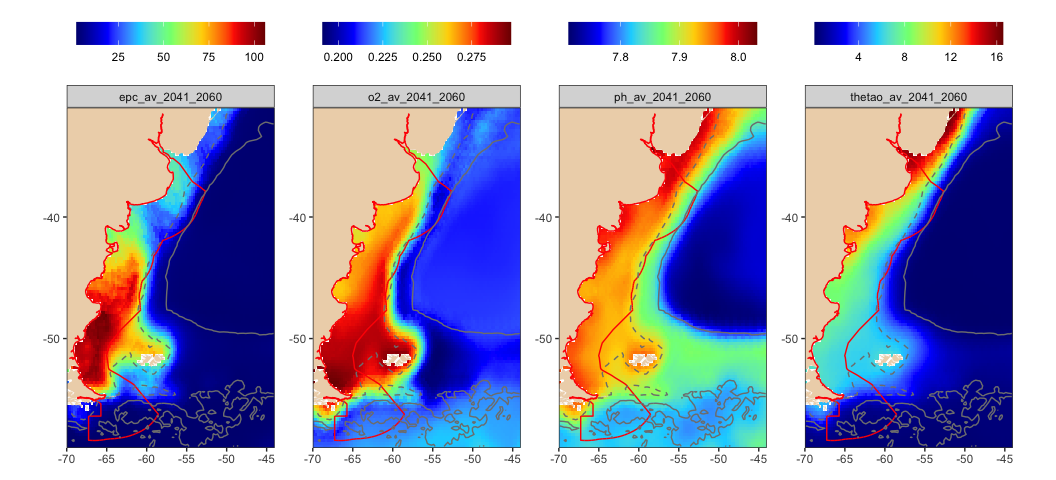 25 50 75 100
0.200 0.225 0.250 0.275
7.8 7.9 8.0
4 8 12 16
epc_av_2041_2060
o2_av_2041_2060
ph_av_2041_2060
thetao_av_2041_2060
-40 -40 -40 -40
-50 -50 -50 -50
-70 -65 -60 -55 -50 -45 -70 -65 -60 -55 -50 -45 -70 -65 -60 -55 -50 -45 -70 -65 -60 -55 -50 -45